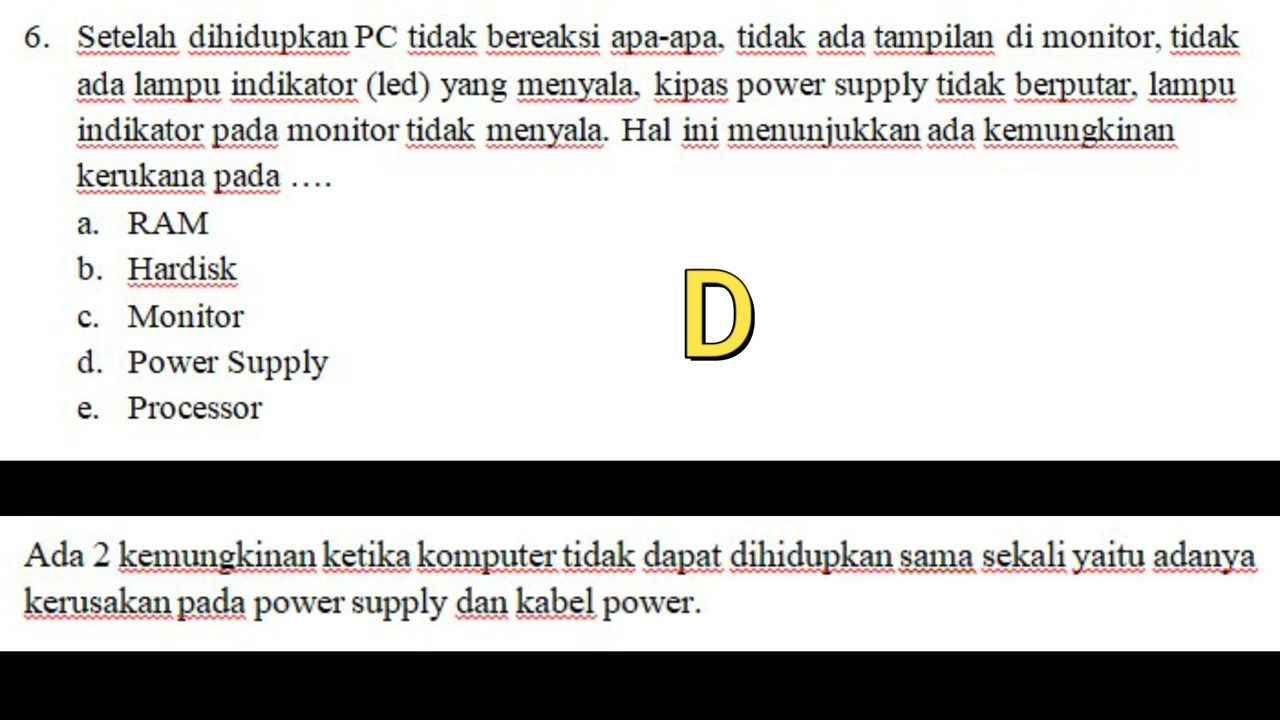 6. Setelah dihidupkan PC tidak bereaksi apa-apa, tidak ada tampilan di monitor, tidak
ada lampu indikator (led) yang menyala, kipas power supply tidak berputar, lampu
indikator pada monitor tidak menyala. Hal ini menunjukkan ada kemungkinan
kerukana pada ....
a. RAM
b. Hardisk
c. Monitor
d. Power Supply
e. Processor
D
Ada 2 kemungkinan ketika komputer tidak dapat dihidupkan sama sekali yaitu adanya
kerusakan pada power supply dan kabel power.